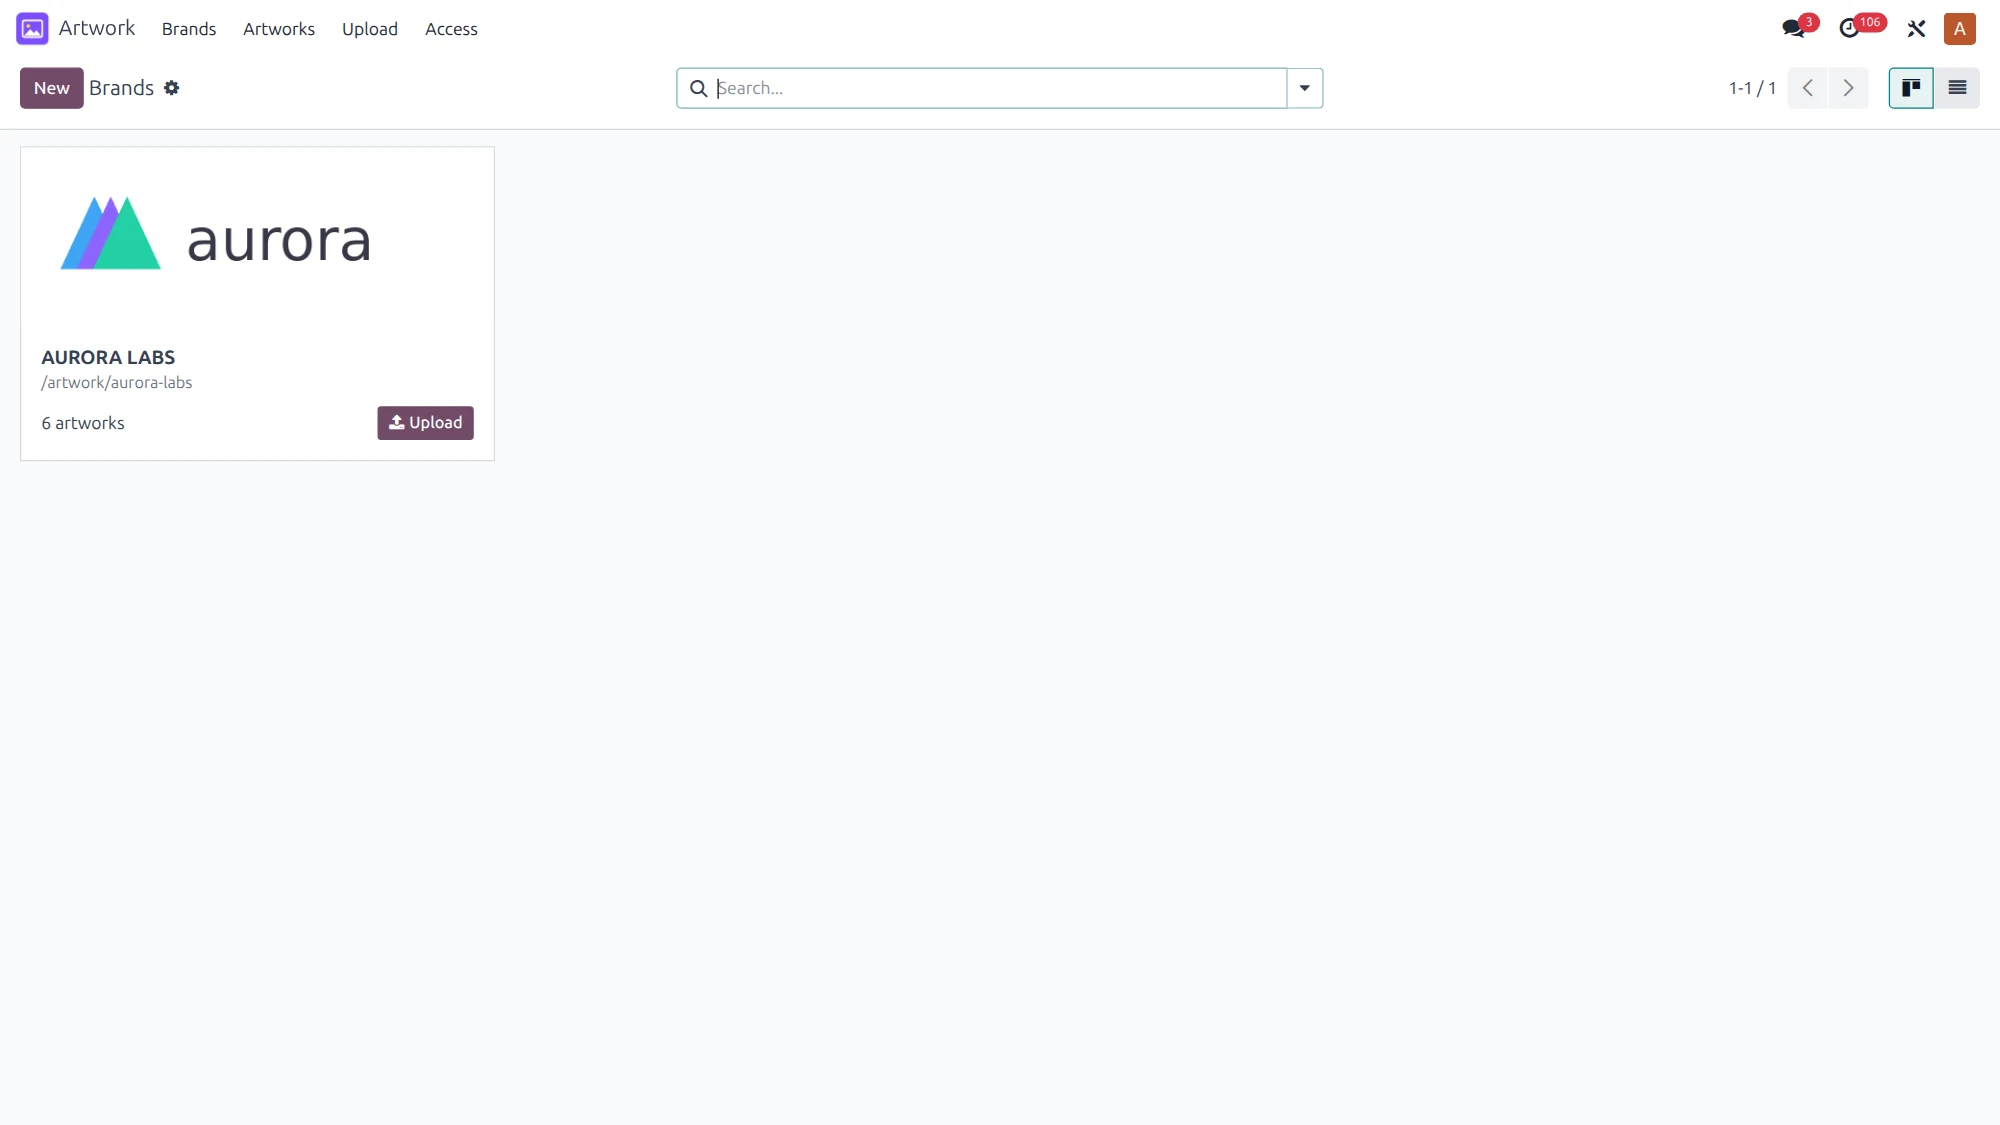 Artwork Brands Artworks Upload Access 3 106 A
New Brands Search... 1-1 / 1
aurora
AURORA LABS
/artwork/aurora-labs
6 artworks Upload